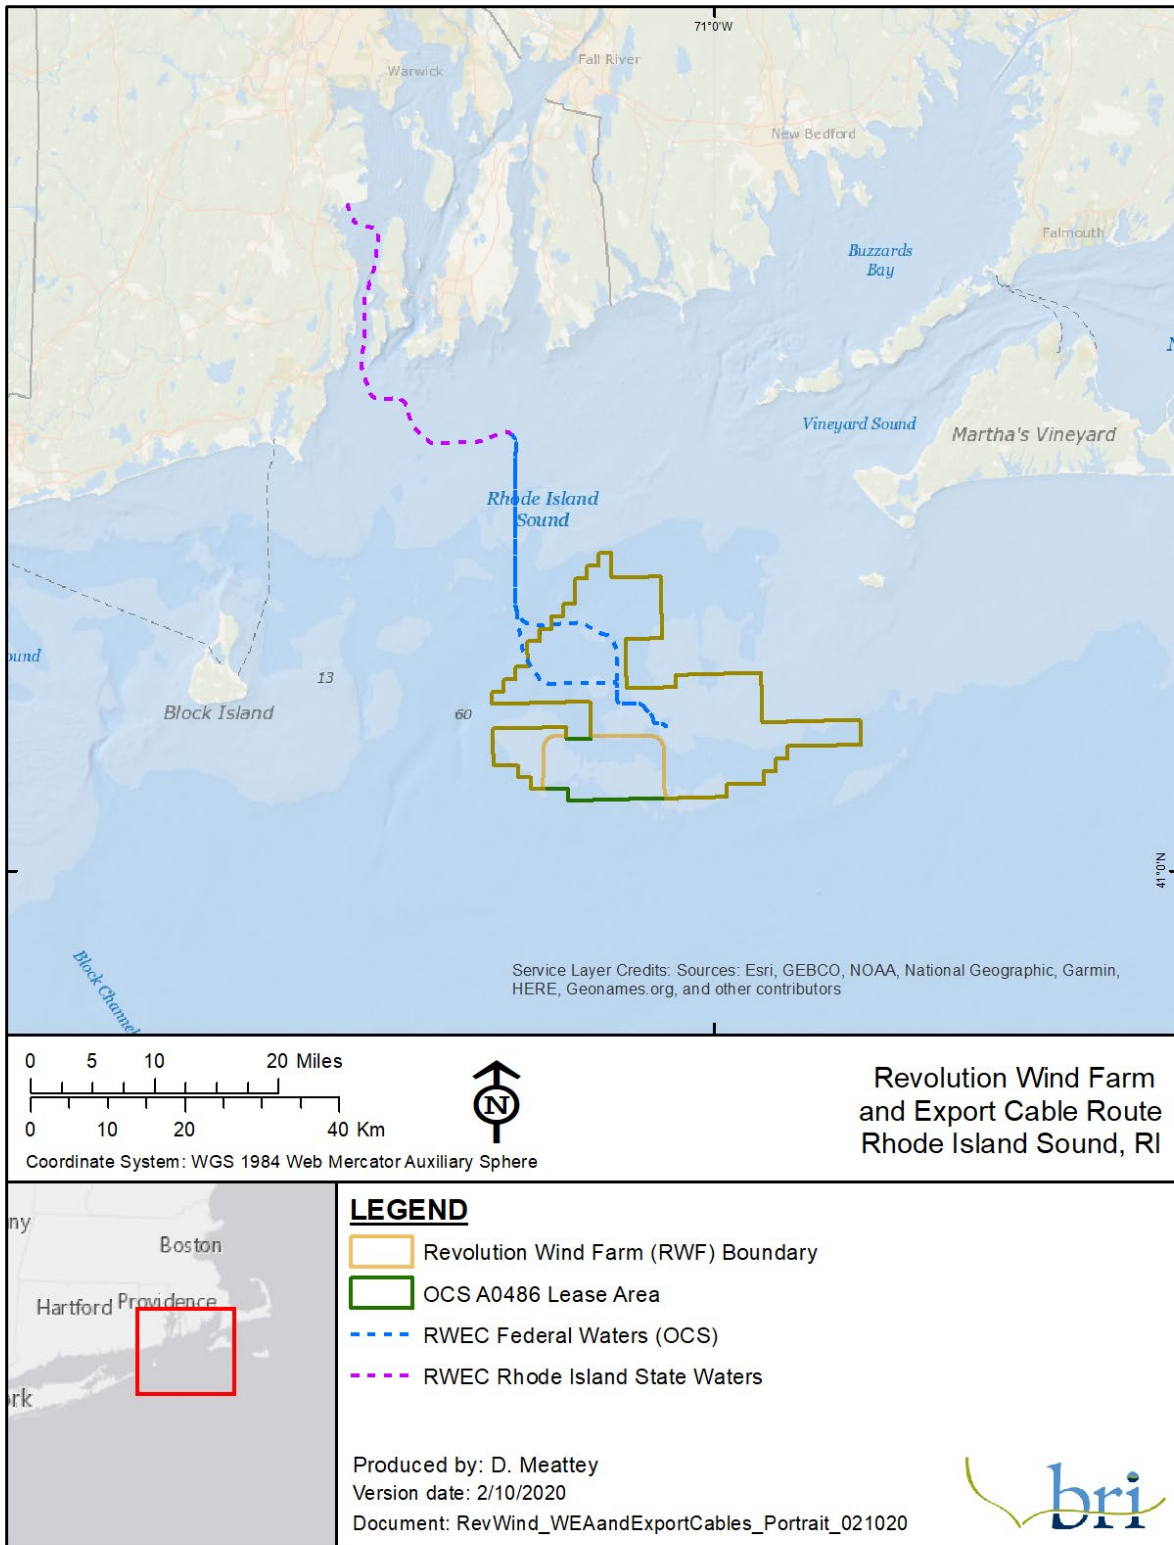 71°0'W
Warwick
Fall River
New Bedford
Falmouth
Buzzards
Bay
Vineyard Sound
Martha's Vineyard
Rhode Island
Sound
ound
13
60
Block Island
41°0'N
Block Channel
Service Layer Credits: Sources: Esri, GEBCO, NOAA, National Geographic, Garmin,
HERE, Geonames.org, and other contributors
0 5 10 20 Miles
0 10 20 40 Km
N
Coordinate System: WGS 1984 Web Mercator Auxiliary Sphere
Revolution Wind Farm
and Export Cable Route
Rhode Island Sound, RI
ny
Boston
Hartford
Providence
rk
LEGEND
Revolution Wind Farm (RWF) Boundary
OCS A0486 Lease Area
RWEC Federal Waters (OCS)
RWEC Rhode Island State Waters
Produced by: D. Meattey
Version date: 2/10/2020
Document: RevWind_WEAandExportCables_Portrait_021020
bri